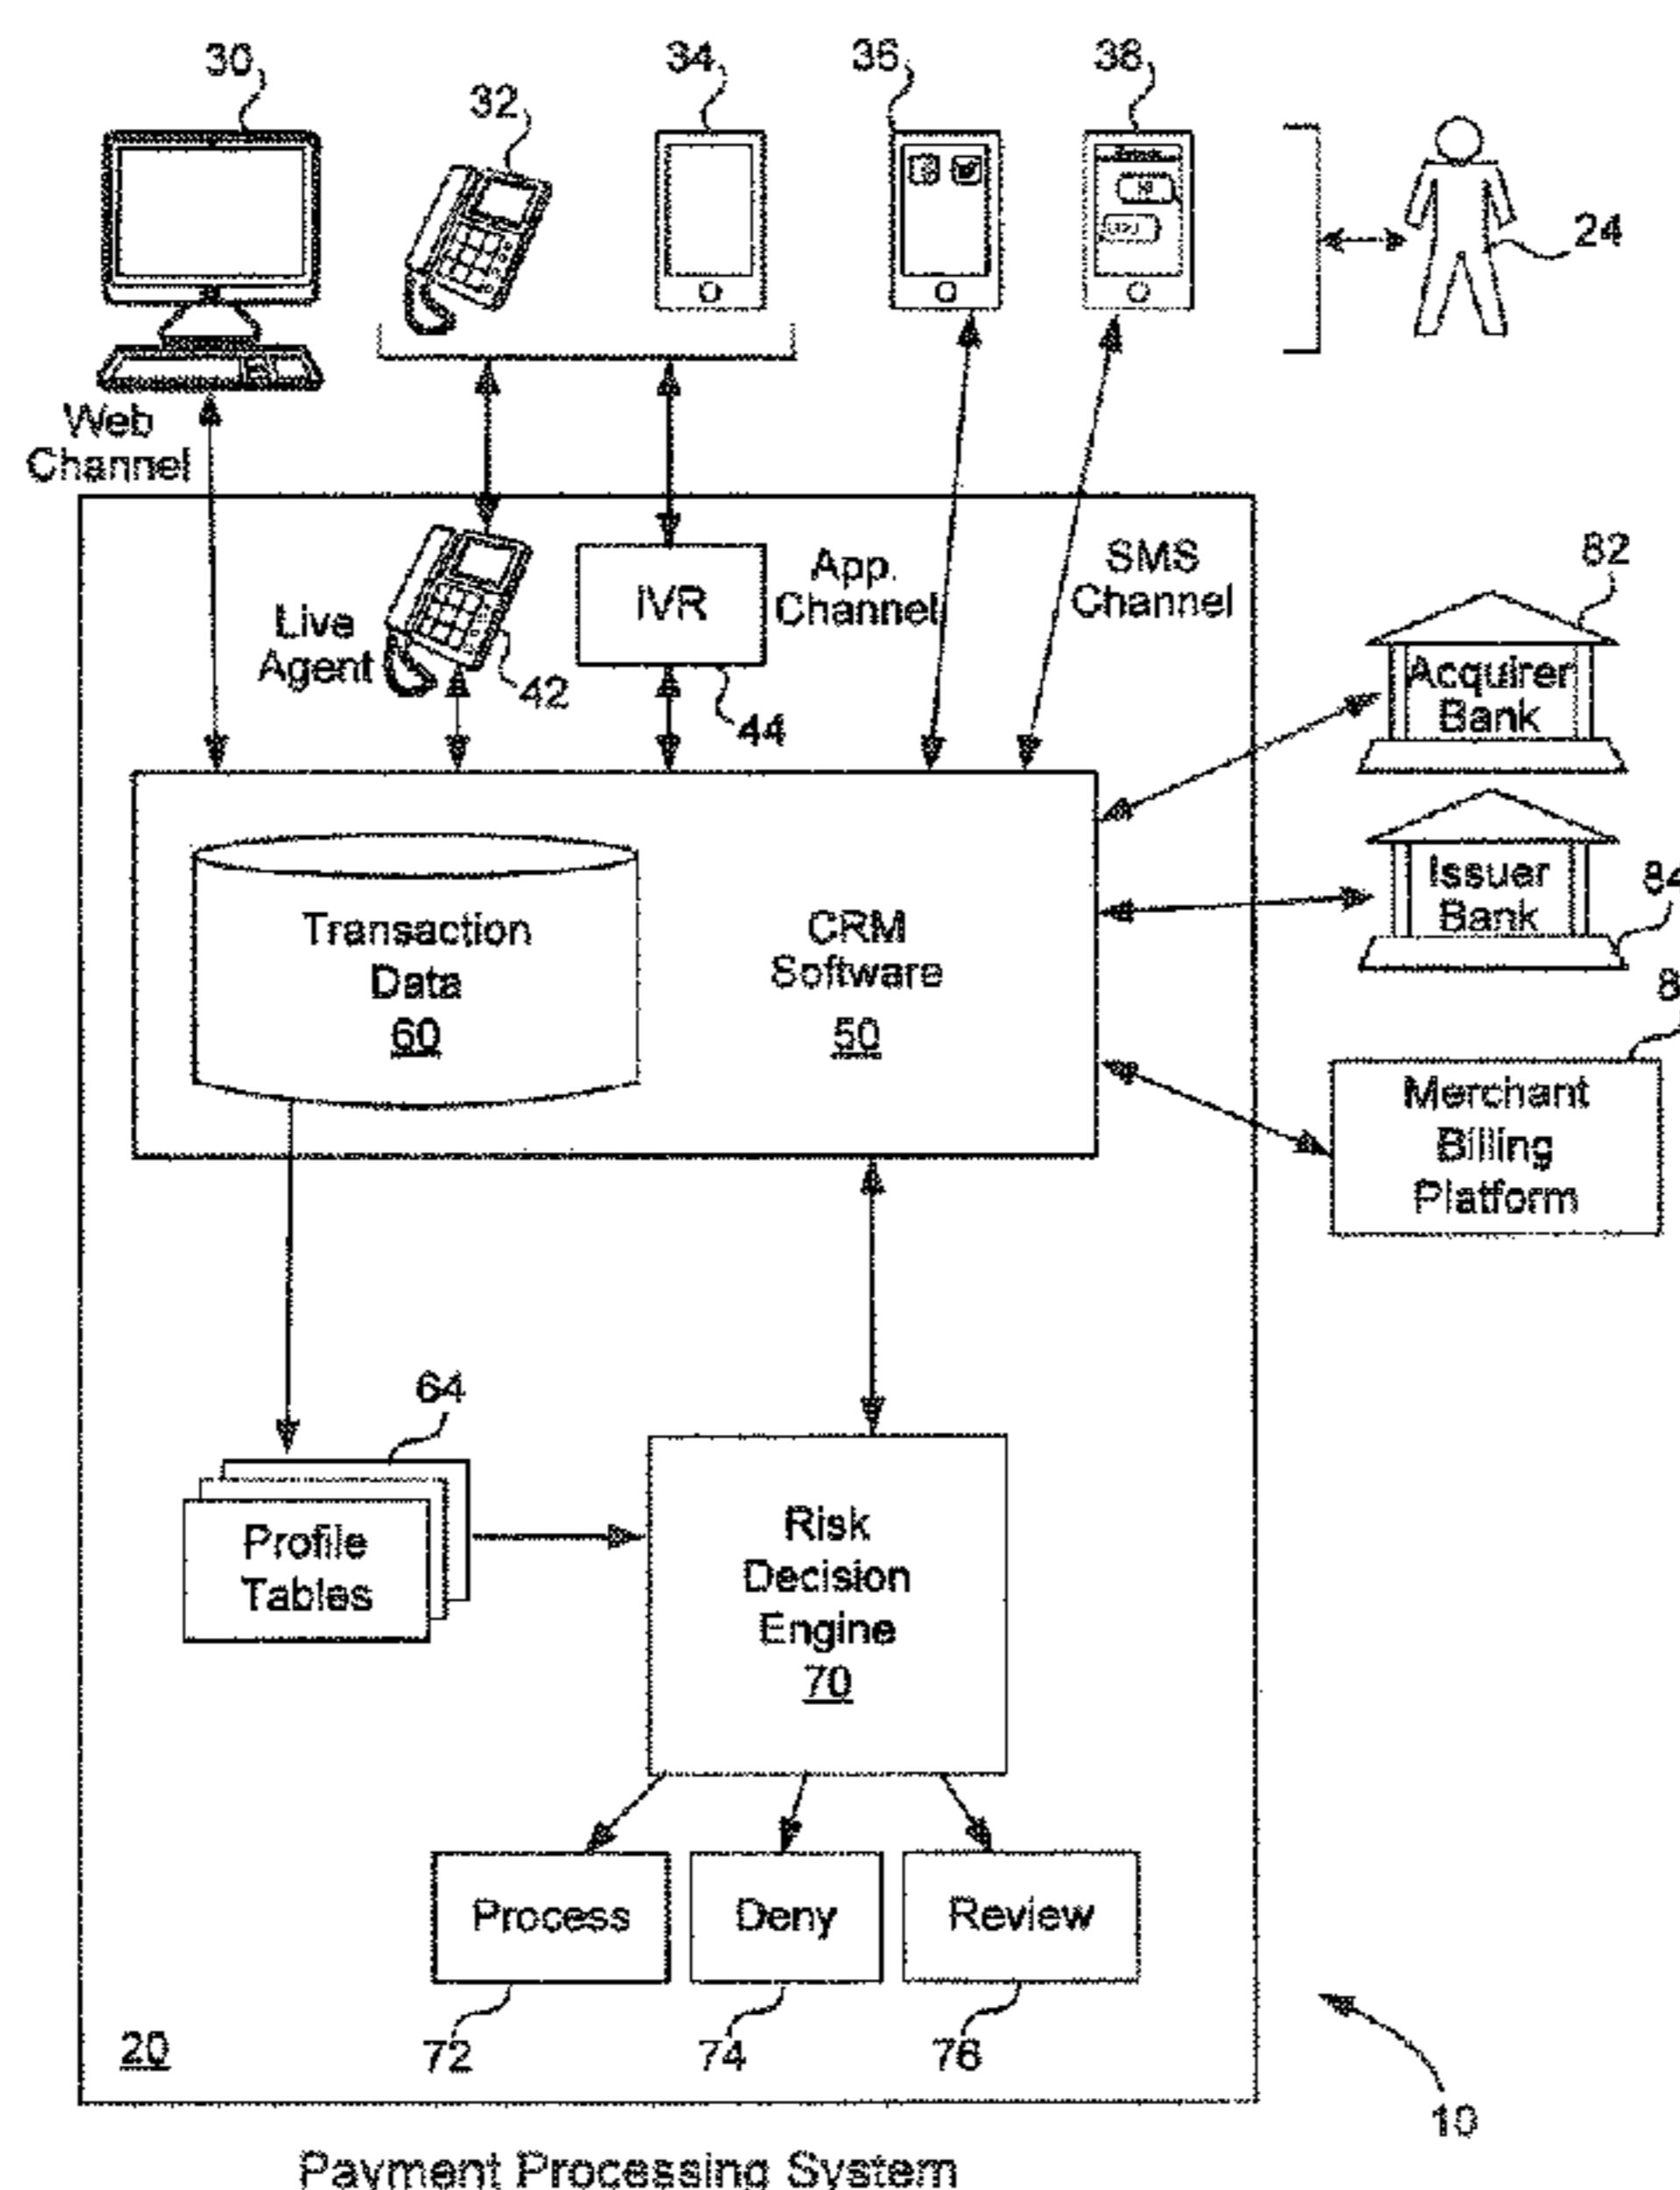 30
32
34
36
38
24
Web
Channel
Live
Agent
42
IVR
44
App.
Channel
SMS
Channel
82
Acquirer
Bank
Issuer
Bank
84
Transaction
Data
60
CRM
Software
50
Merchant
Billing
Platform
64
Profile
Tables
Risk
Decision
Engine
70
Process
Deny
Review
72
74
76
20
10
Payment Processing System